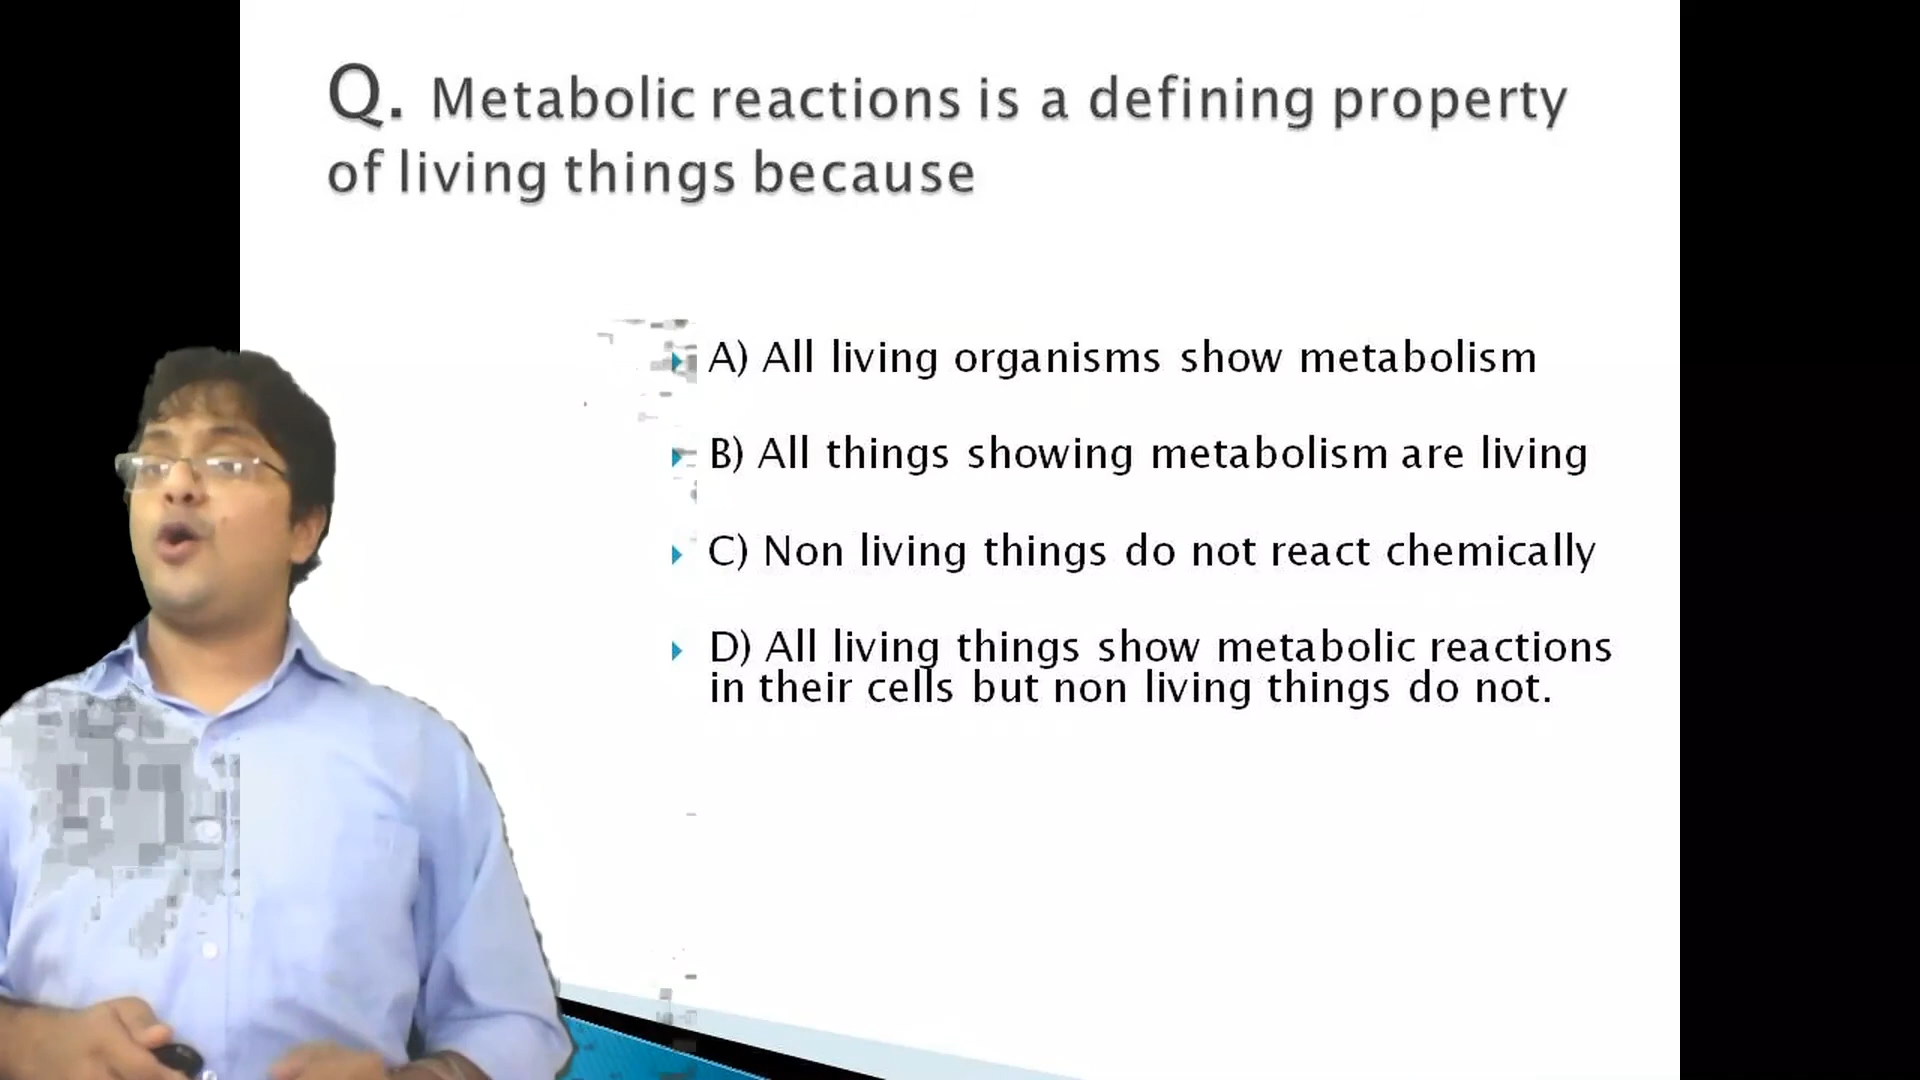 Q. Metabolic reactions is a defining property
of living things because
A) All living organisms show metabolism
B) All things showing metabolism are living
C) Non living things do not react chemically
D) All living things show metabolic reactions
in their cells but non living things do not.